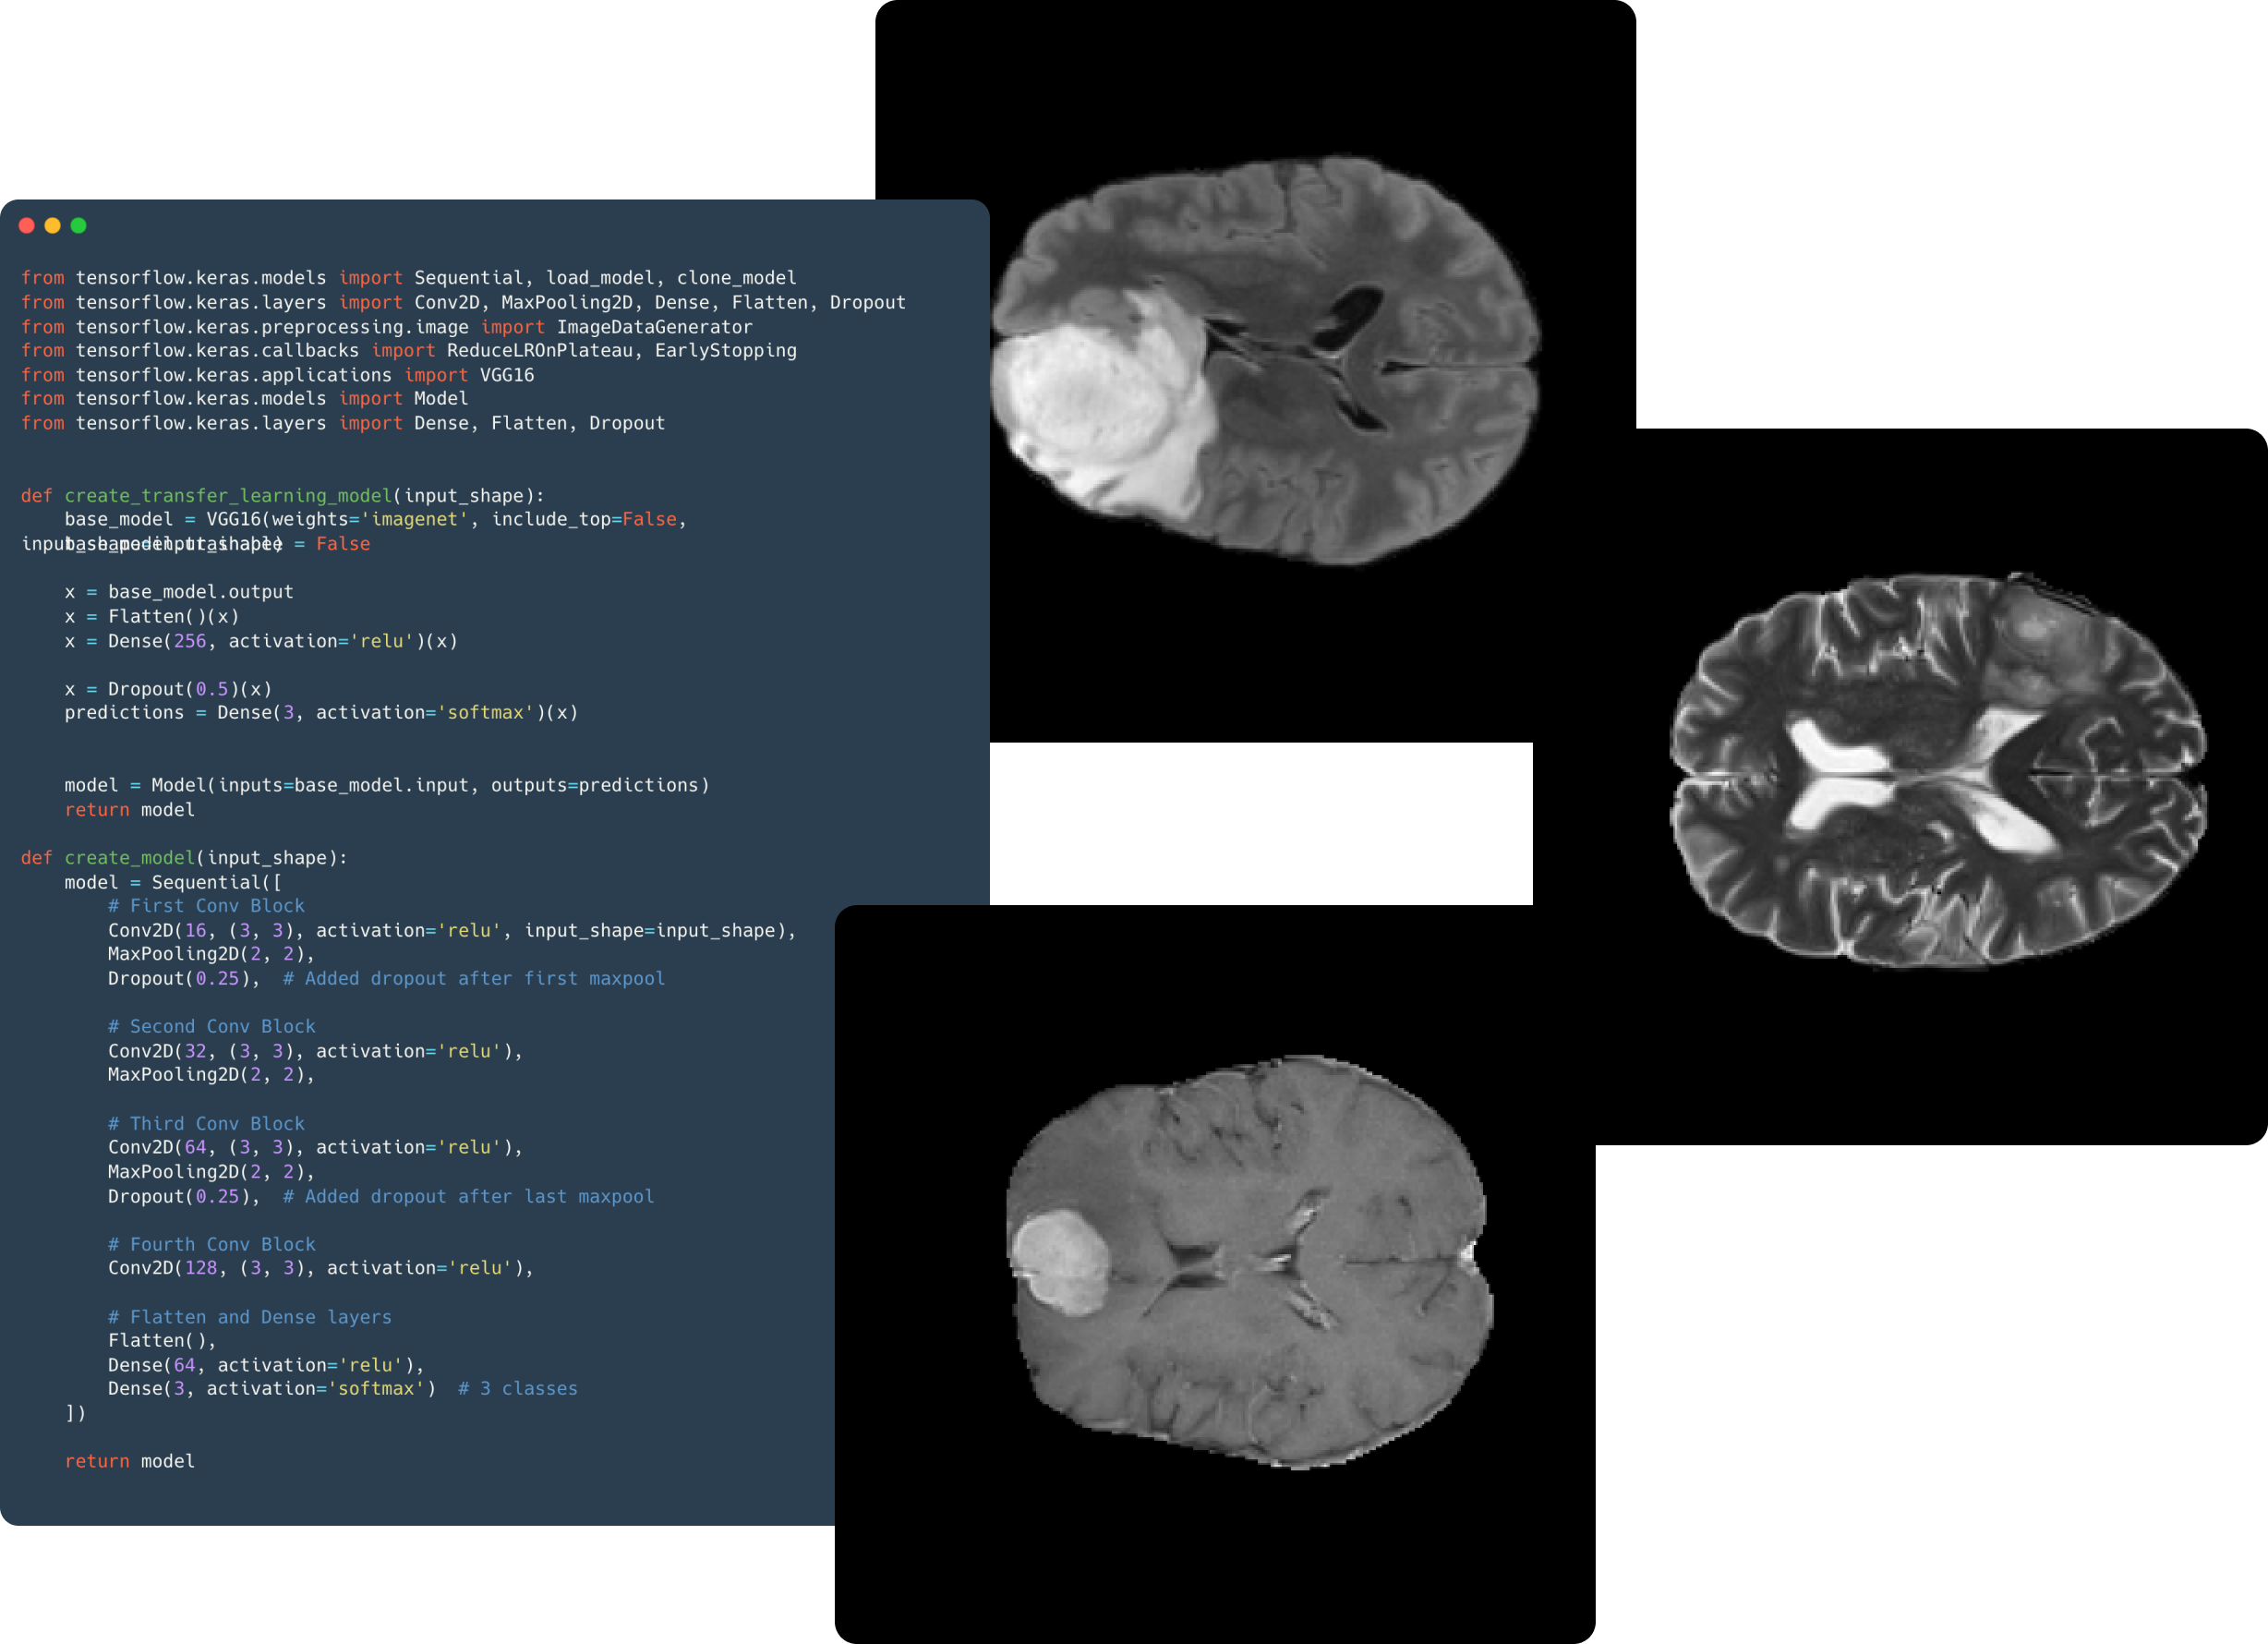 from tensorflow.keras.models import Sequential, load_model, clone_model
from tensorflow.keras.layers import Conv2D, MaxPooling2D, Dense, Flatten, Dropout
from tensorflow.keras.preprocessing.image import ImageDataGenerator
from tensorflow.keras.callbacks import ReduceLROnPlateau, EarlyStopping
from tensorflow.keras.applications import VGG16
from tensorflow.keras.models import Model
from tensorflow.keras.layers import Dense, Flatten, Dropout
def create_transfer_learning_model(input_shape):
    base_model = VGG16(weights='imagenet', include_top=False,
input_shape=input_shape)
    base_model.trainable = False
    x = base_model.output
    x = Flatten()(x)
    x = Dense(256, activation='relu')(x)
    x = Dropout(0.5)(x)
    predictions = Dense(3, activation='softmax')(x)
    model = Model(inputs=base_model.input, outputs=predictions)
    return model
def create_model(input_shape):
    model = Sequential([
        # First Conv Block
        Conv2D(16, (3, 3), activation='relu', input_shape=input_shape),
        MaxPooling2D(2, 2),
        Dropout(0.25),  # Added dropout after first maxpool
        # Second Conv Block
        Conv2D(32, (3, 3), activation='relu'),
        MaxPooling2D(2, 2),
        # Third Conv Block
        Conv2D(64, (3, 3), activation='relu'),
        MaxPooling2D(2, 2),
        Dropout(0.25),  # Added dropout after last maxpool
        # Fourth Conv Block
        Conv2D(128, (3, 3), activation='relu'),
        # Flatten and Dense layers
        Flatten(),
        Dense(64, activation='relu'),
        Dense(3, activation='softmax')  # 3 classes
    ])
    return model